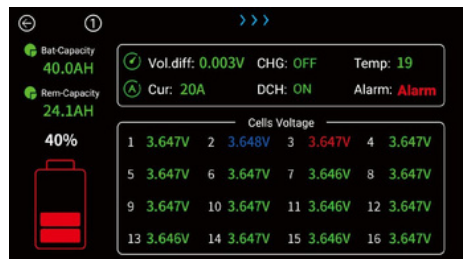 1
Bat-Capacity
40.0AH
Rem-Capacity
24.1AH
40%
Vol.diff: 0.003V CHG: OFF Temp: 19
A Cur: 20A DCH: ON Alarm: Alarm
Cells Voltage
1 3.647V 2 3.648V 3 3.647V 4 3.647V
5 3.647V 6 3.647V 7 3.646V 8 3.647V
9 3.647V 10 3.647V 11 3.646V 12 3.647V
13 3.646V 14 3.647V 15 3.646V 16 3.647V